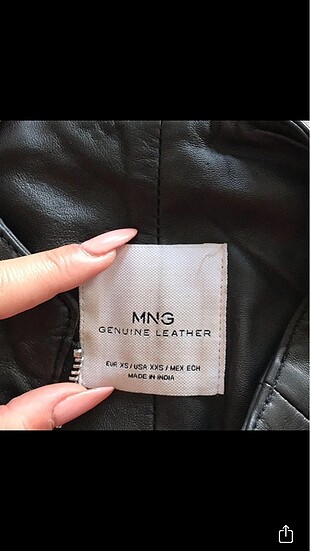 MNG
GENUINE LEATHER
EUR XS / USA XXS / MEX ECH
MADE IN INDIA